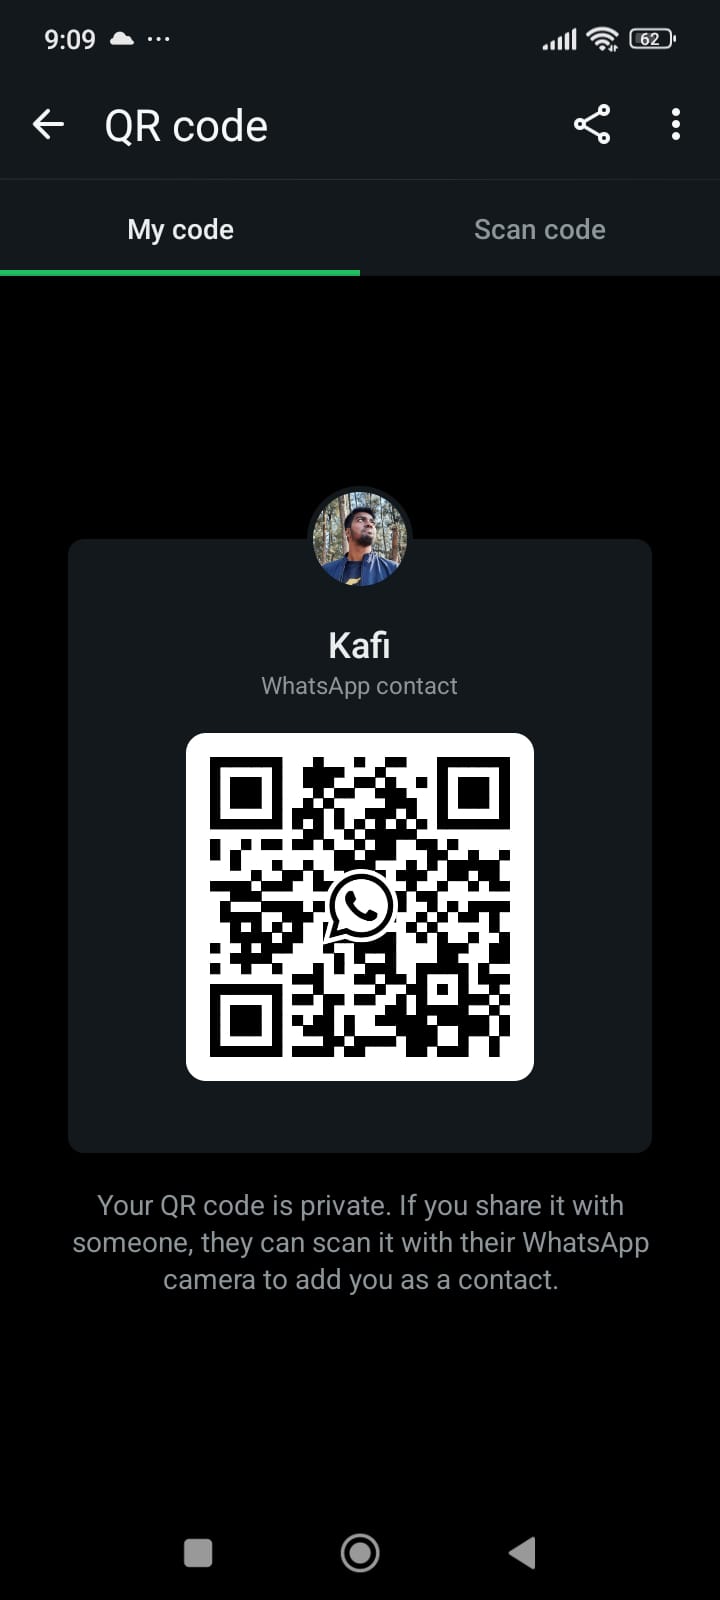 9:09
62
QR code
My code
Scan code
Kafi
WhatsApp contact
Your QR code is private. If you share it with
someone, they can scan it with their WhatsApp
camera to add you as a contact.